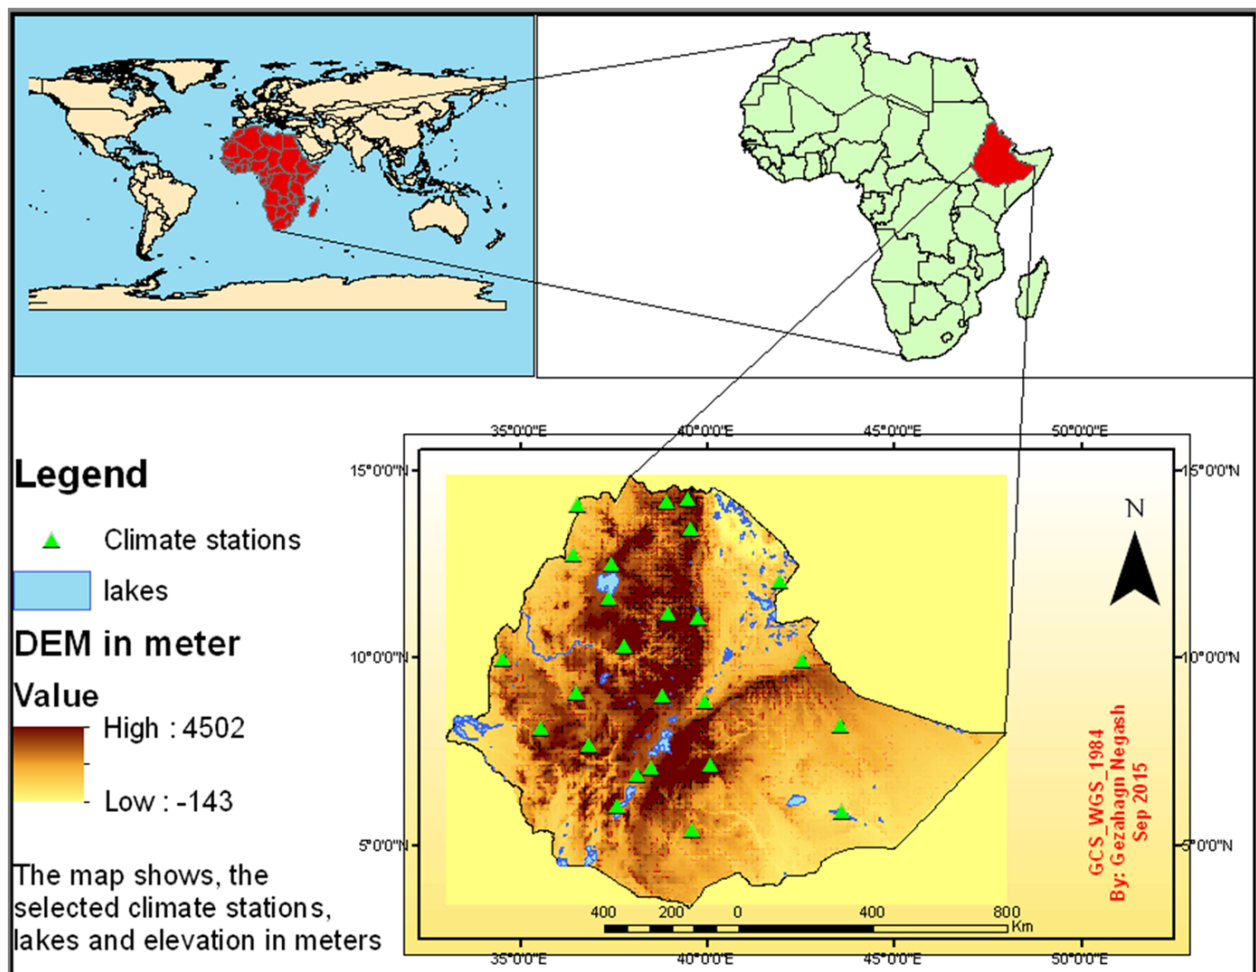 Legend
Climate stations
lakes
DEM in meter
Value
High : 4502
Low : -143
The map shows, the
selected climate stations,
lakes and elevation in meters
35°0'0"E 40°0'0"E 45°0'0"E 50°0'0"E
15°0'0"N 15°0'0"N
N
10°0'0"N 10°0'0"N
5°0'0"N 5°0'0"N
GCS_WGS_1984
By: Gezahagn Negash
Sep 2015
400 200 0 400 800
Km
35°0'0"E 40°0'0"E 45°0'0"E 50°0'0"E